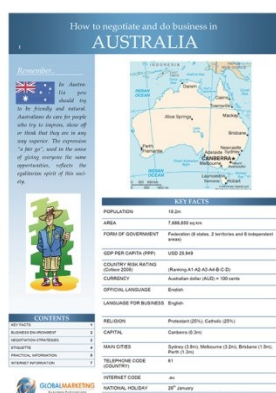 How to negotiate and do business in
AUSTRALIA
1
Remember...
In Austra-
lia you
should try
to be friendly and natural.
Australians do care for people
who try to impress, show off
or think that they are in any
way superior. The expression
"a fair go", used in the sense
of giving everyone the same
opportunities, reflects the
egalitarian spirit of this soci-
ety.
INDONESIA
Darwin
Cairns
Townsville
Alice Springs
Mackay
Brisbane
Perth
Fremantle
Newcastle
Adelaide
Sydney
CANBERRA
Melbourne
Launceston
Hobart
INDIAN
OCEAN
KEY FACTS
POPULATION 19.2m
AREA 7,686,850 sq km
FORM OF GOVERNMENT Federation (6 states, 2 territories and 8 independent
areas)
GDP PER CAPITA (PPP) USD 29,949
COUNTRY RISK RATING
(Coface 2006) (Ranking A1-A2-A3-A4-B-C-D)
CURRENCY Australian dollar (AUD) = 100 cents
OFFICIAL LANGUAGE English
LANGUAGE FOR BUSINESS English
RELIGION Protestant (25%), Catholic (25%)
CAPITAL Canberra (0.3m)
MAIN CITIES Sydney (3.9m), Melbourne (3.2m), Brisbane (1.5m),
Perth (1.3m)
TELEPHONE CODE
(COUNTRY) 61
INTERNET CODE .au
NATIONAL HOLIDAY 26th January
CONTENTS
KEY FACTS 1
BUSINESS ENVIRONMENT 2
NEGOTIATION STRATEGIES 3
ETIQUETTE 4
PRACTICAL INFORMATION 6
INTERNET INFORMATION 7
GLOBALMARKETING